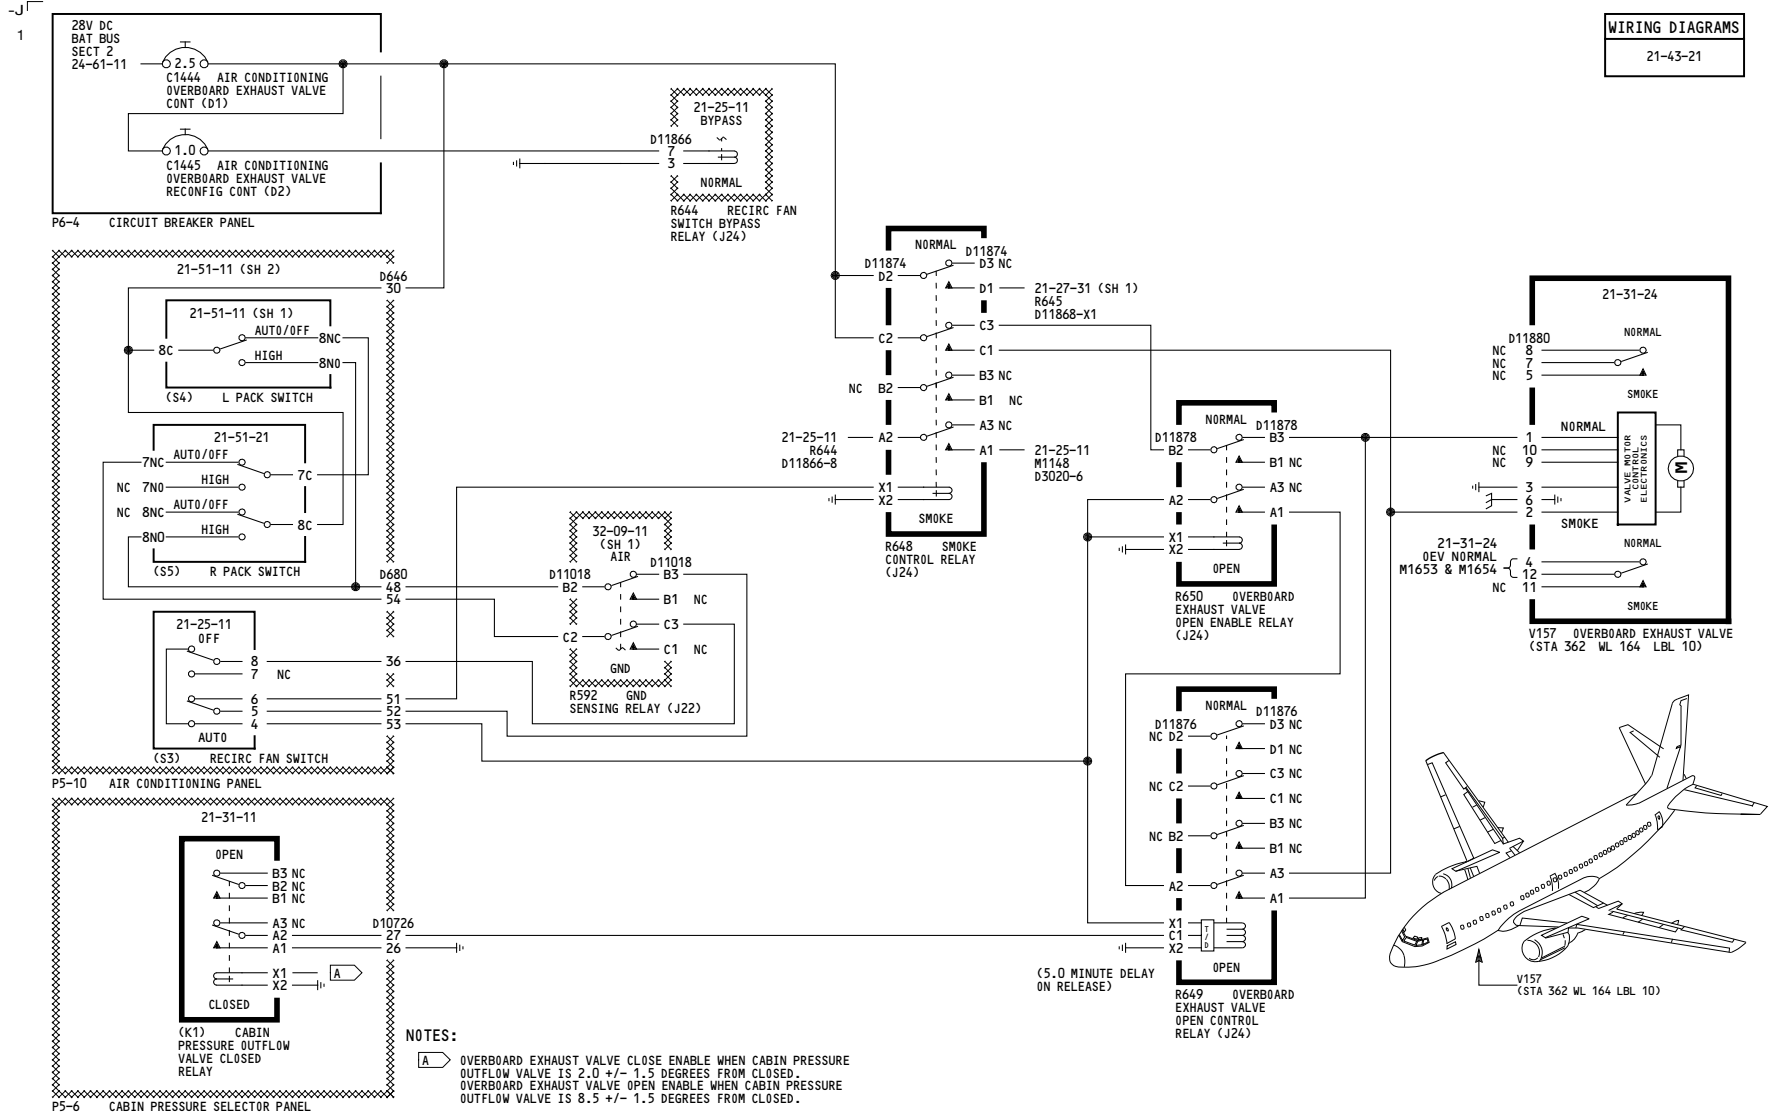 -J
1
WIRING DIAGRAMS
21-43-21
28V DC
BAT BUS
SECT 2
24-61-11
2.5
C1444 AIR CONDITIONING
OVERBOARD EXHAUST VALVE
CONT (D1)
1.0
C1445 AIR CONDITIONING
OVERBOARD EXHAUST VALVE
RECONFIG CONT (D2)
P6-4 CIRCUIT BREAKER PANEL
21-25-11
BYPASS
D11866
7
3
NORMAL
R644 RECIRC FAN
SWITCH BYPASS
RELAY (J24)
21-51-11 (SH 2)
D646
30
21-51-11 (SH 1)
AUTO/OFF
8NC
8C
HIGH
8NO
(S4) L PACK SWITCH
21-51-21
7NC AUTO/OFF
7C
NC 7NO HIGH
NC 8NC AUTO/OFF
8C
8NO HIGH
(S5) R PACK SWITCH
D680
48
54
21-25-11
OFF
8
7 NC
6
5
4
AUTO
36
51
52
53
(S3) RECIRC FAN SWITCH
P5-10 AIR CONDITIONING PANEL
32-09-11
(SH 1)
AIR
D11018
D11018
B2
B3
B1 NC
C3
C2
C1 NC
GND
R592 GND
SENSING RELAY (J22)
NORMAL
D11874
D11874
D2
D3 NC
D1
21-27-31 (SH 1)
R645
D11868-X1
C3
C2
C1
B3 NC
NC B2
B1 NC
A3 NC
21-25-11
R644
D11866-8
A2
A1
21-25-11
M1148
D3020-6
X1
X2
SMOKE
R648 SMOKE
CONTROL RELAY
(J24)
NORMAL
D11878
D11878
B3
B2
B1 NC
A3 NC
A2
A1
X1
X2
OPEN
R650 OVERBOARD
EXHAUST VALVE
OPEN ENABLE RELAY
(J24)
NORMAL
D11876
D11876
D3 NC
NC D2
D1 NC
C3 NC
NC C2
C1 NC
B3 NC
NC B2
B1 NC
A3
A2
A1
X1
C1
X2
T/D
OPEN
(5.0 MINUTE DELAY
ON RELEASE)
R649 OVERBOARD
EXHAUST VALVE
OPEN CONTROL
RELAY (J24)
21-31-24
D11880
NORMAL
NC 8
NC 7
NC 5
SMOKE
NORMAL
1
NC 10
NC 9
3
6
2
SMOKE
VALVE MOTOR
CONTROL
ELECTRONICS
M
21-31-24
OEV NORMAL
M1653 & M1654
NORMAL
4
12
NC 11
SMOKE
V157 OVERBOARD EXHAUST VALVE
(STA 362 WL 164 LBL 10)
V157
(STA 362 WL 164 LBL 10)
21-31-11
OPEN
B3 NC
B2 NC
B1 NC
A3 NC
A2
A1
D10726
27
26
X1
X2
A
CLOSED
(K1) CABIN
PRESSURE OUTFLOW
VALVE CLOSED
RELAY
P5-6 CABIN PRESSURE SELECTOR PANEL
NOTES:
A OVERBOARD EXHAUST VALVE CLOSE ENABLE WHEN CABIN PRESSURE
OUTFLOW VALVE IS 2.0 +/- 1.5 DEGREES FROM CLOSED.
OVERBOARD EXHAUST VALVE OPEN ENABLE WHEN CABIN PRESSURE
OUTFLOW VALVE IS 8.5 +/- 1.5 DEGREES FROM CLOSED.